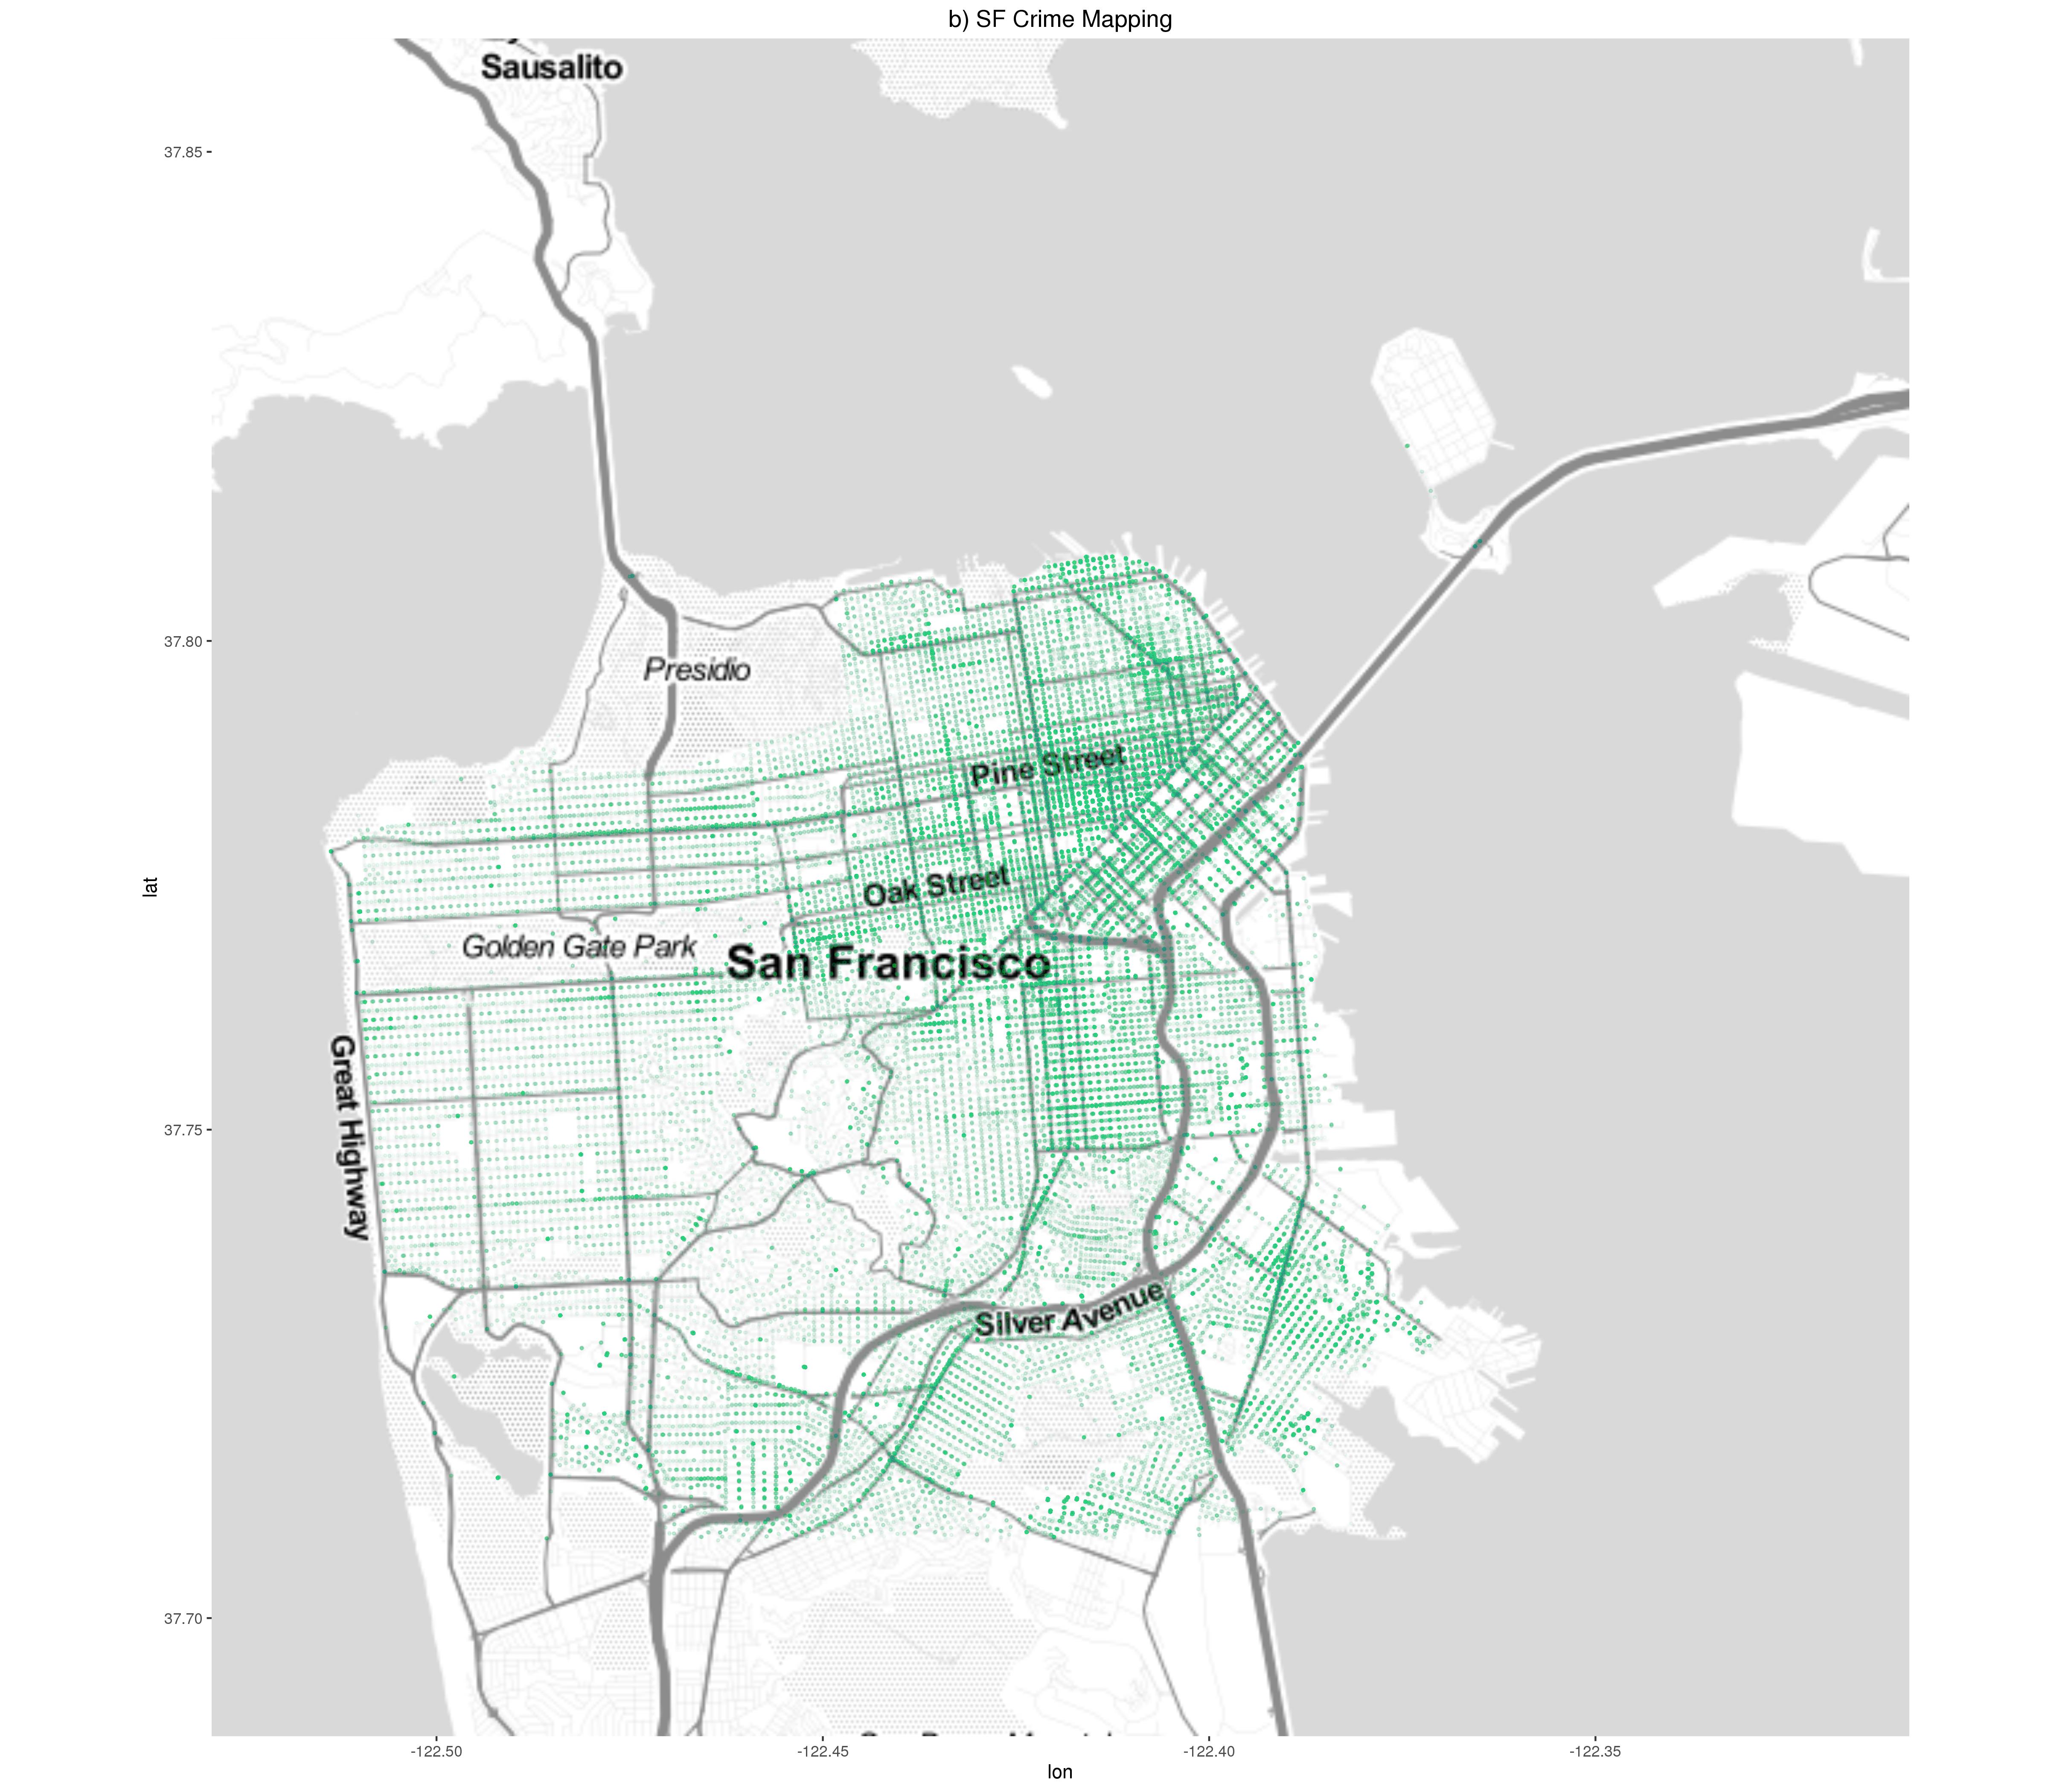 b) SF Crime Mapping
Sausalito
37.85
37.80
Presidio
Pine Street
lat
Oak Street
Golden Gate Park
San Francisco
Great Highway
37.75
Silver Avenue
37.70
-122.50
-122.45
-122.40
-122.35
lon